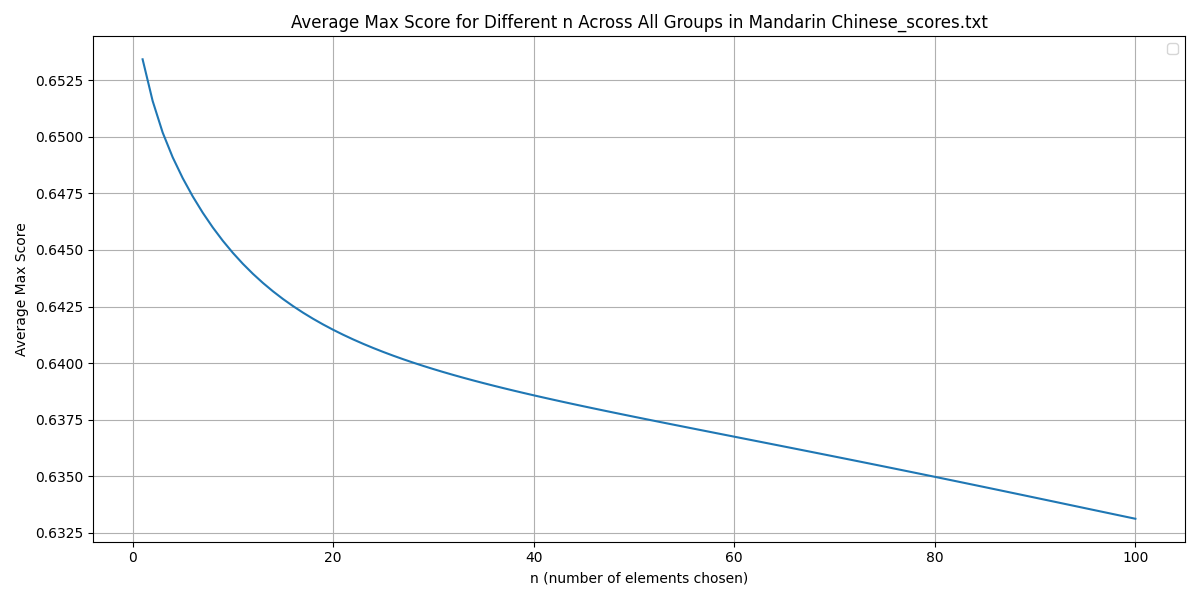 Average Max Score for Different n Across All Groups in Mandarin Chinese_scores.txt
Average Max Score
0.6525
0.6500
0.6475
0.6450
0.6425
0.6400
0.6375
0.6350
0.6325
0 20 40 60 80 100
n (number of elements chosen)